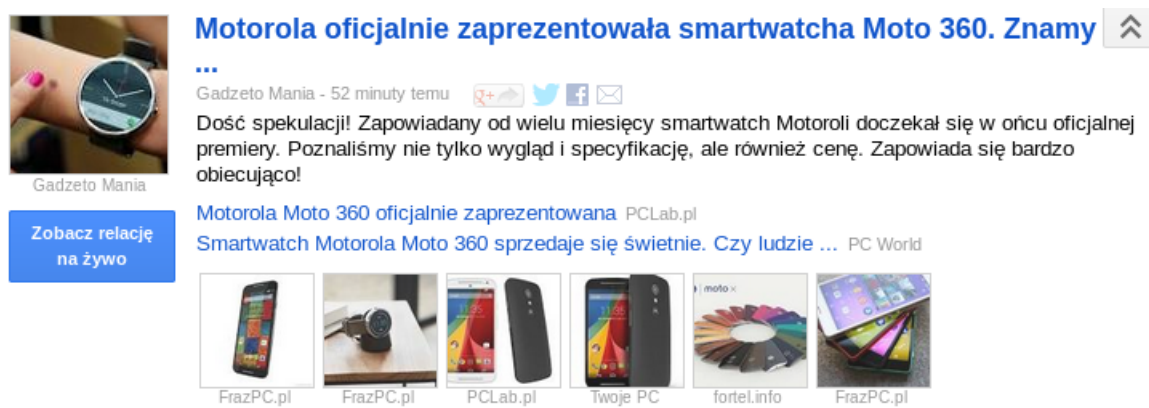 Motorola oficjalnie zaprezentowała smartwatcha Moto 360. Znamy
...
Gadzeto Mania - 52 minuty temu
g+
f
Dość spekulacji! Zapowiadany od wielu miesięcy smartwatch Motoroli doczekał się w ońcu oficjalnej
premiery. Poznaliśmy nie tylko wygląd i specyfikację, ale również cenę. Zapowiada się bardzo
obiecująco!
Gadzeto Mania
Zobacz relację
na żywo
Motorola Moto 360 oficjalnie zaprezentowana PCLab.pl
Smartwatch Motorola Moto 360 sprzedaje się świetnie. Czy ludzie ... PC World
moto x
FrazPC.pl
FrazPC.pl
PCLab.pl
Twoje PC
fortel.info
FrazPC.pl